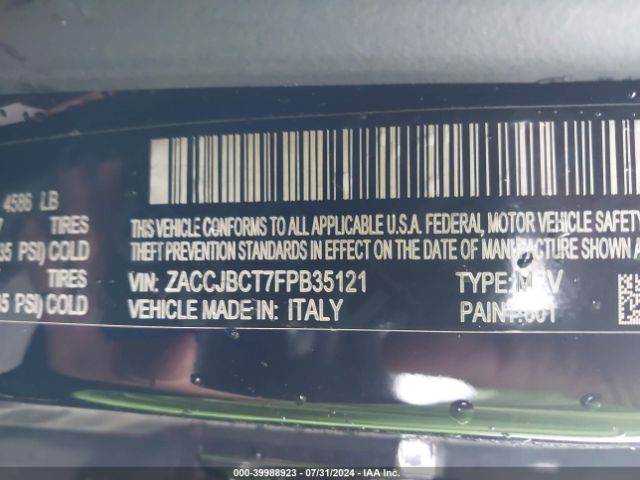 4586 LB
TIRES
35 PSI) COLD
TIRES
35 PSI) COLD
THIS VEHICLE CONFORMS TO ALL APPLICABLE U.S.A. FEDERAL, MOTOR VEHICLE SAFETY
THEFT PREVENTION STANDARDS IN EFFECT ON THE DATE OF MANUFACTURE SHOWN A
VIN: ZACCJBCT7FPB35121 TYPE: MPV
VEHICLE MADE IN: ITALY PAINT: 601
000-39988923 / 07/31/2024 - IAA Inc.